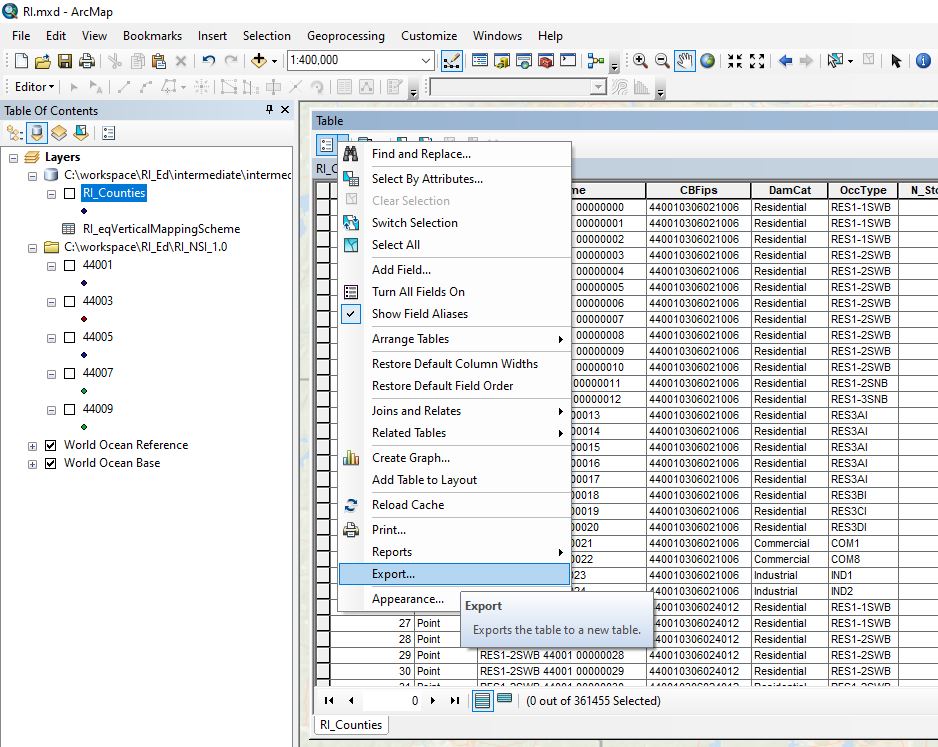 RI.mxd - ArcMap
File Edit View Bookmarks Insert Selection Geoprocessing Customize Windows Help
1:400,000
Editor
Table Of Contents
Layers
C:\workspace\RI_Ed\intermediate\intermec
RI_Counties
RI_eqVerticalMappingScheme
C:\workspace\RI_Ed\RI_NSI_1.0
44001
44003
44005
44007
44009
World Ocean Reference
World Ocean Base
Table
RI_C
Find and Replace...
Select By Attributes...
Clear Selection
Switch Selection
Select All
Add Field...
Turn All Fields On
Show Field Aliases
Arrange Tables
Restore Default Column Widths
Restore Default Field Order
Joins and Relates
Related Tables
Create Graph...
Add Table to Layout
Reload Cache
Print...
Reports
Export...
Appearance...
Export
Exports the table to a new table.
me CBFips DamCat OccType N_Sto
00000000 440010306021006 Residential RES1-1SWB
00000001 440010306021006 Residential RES1-1SWB
00000002 440010306021006 Residential RES1-1SWB
00000003 440010306021006 Residential RES1-2SWB
00000004 440010306021006 Residential RES1-2SWB
00000005 440010306021006 Residential RES1-2SWB
00000006 440010306021006 Residential RES1-2SWB
00000007 440010306021006 Residential RES1-2SWB
00000008 440010306021006 Residential RES1-2SWB
00000009 440010306021006 Residential RES1-2SWB
00000010 440010306021006 Residential RES1-2SWB
00000011 440010306021006 Residential RES1-2SNB
00000012 440010306021006 Residential RES1-3SNB
00013 440010306021006 Residential RES3AI
00014 440010306021006 Residential RES3AI
00015 440010306021006 Residential RES3AI
00016 440010306021006 Residential RES3AI
00017 440010306021006 Residential RES3AI
00018 440010306021006 Residential RES3BI
00019 440010306021006 Residential RES3CI
00020 440010306021006 Residential RES3DI
0021 440010306021006 Commercial COM1
0022 440010306021006 Commercial COM8
023 440010306021006 Industrial IND1
440010306021006 Industrial IND2
440010306024012 Residential RES1-1SWB
27 Point 440010306024012 Residential RES1-1SWB
28 Point 440010306024012 Residential RES1-2SWB
29 Point RES1-2SWB 44001 00000028 440010306024012 Residential RES1-2SWB
30 Point RES1-2SWB 44001 00000029 440010306024012 Residential RES1-2SWB
0 (0 out of 361455 Selected)
RI_Counties